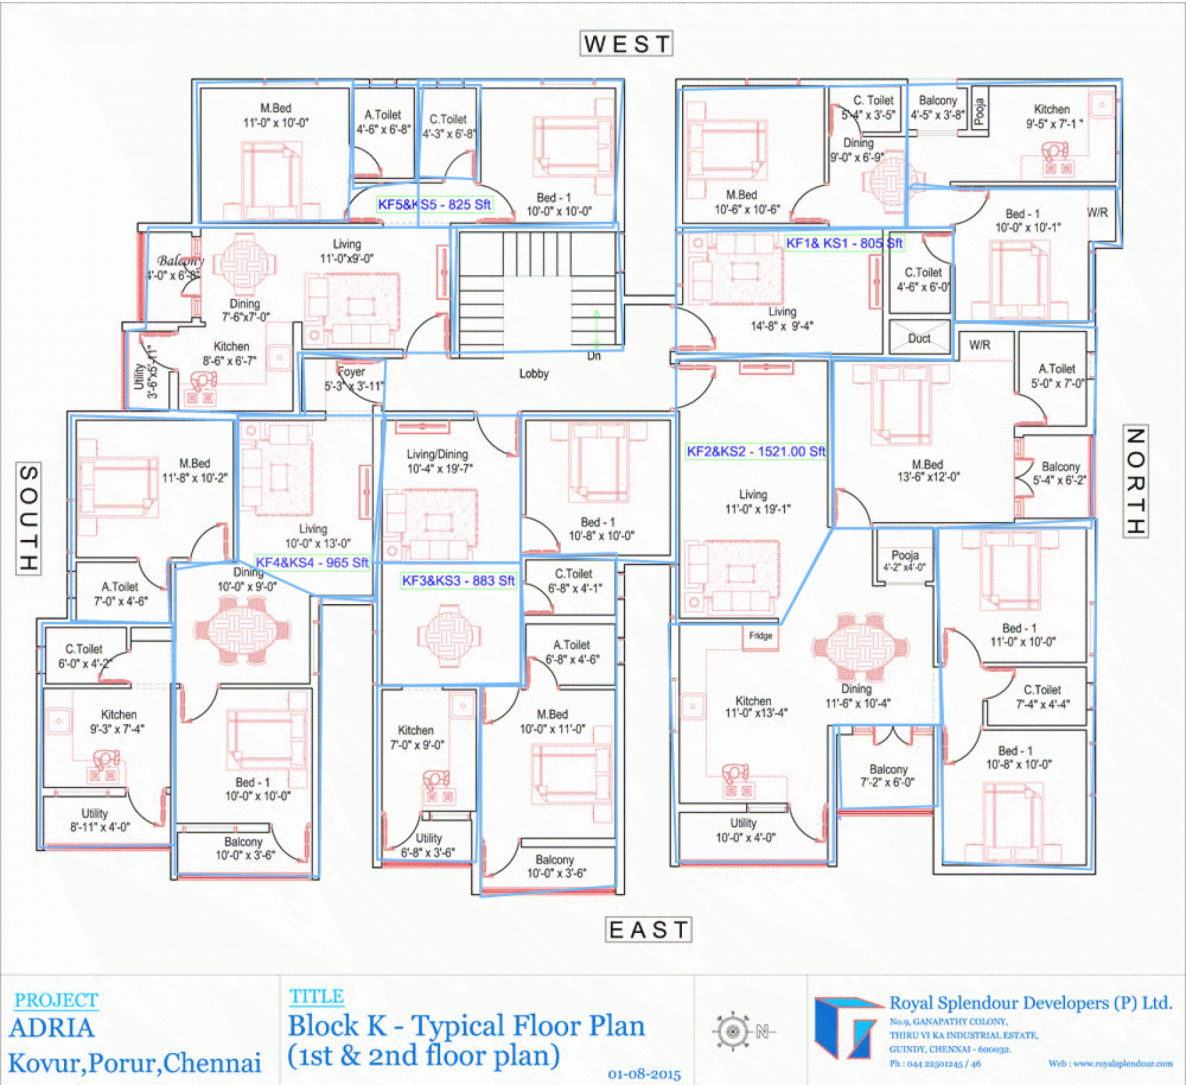 WEST
M.Bed
11'-0" x 10'-0"
A.Toilet
4'-6" x 6'-8"
C.Toilet
4'-3" x 6'-8"
Bed - 1
10'-0" x 10'-0"
KF5&KS5 - 825 Sft
C. Toilet
5'-4" x 3'-5"
Balcony
4'-5" x 3'-8"
Pooja
Kitchen
9'-5" x 7'-1 "
Dining
9'-0" x 6'-9"
M.Bed
10'-6" x 10'-6"
Bed - 1
10'-0" x 10'-1"
W/R
KF1& KS1 - 805 Sft
C.Toilet
4'-6" x 6'-0"
Living
14'-8" x 9'-4"
Duct
Living
11'-0"x9'-0"
Balcony
4'-0" x 6'-8"
Dining
7'-6"x7'-0"
Kitchen
8'-6" x 6'-7"
Utility
3'-6"x5'-11"
Foyer
5'-3" x 3'-11"
Lobby
Dn
W/R
A.Toilet
5'-0" x 7'-0"
M.Bed
13'-6" x12'-0"
Balcony
5'-4" x 6'-2"
SOUTH
NORTH
M.Bed
11'-8" x 10'-2"
Living
10'-0" x 13'-0"
KF4&KS4 - 965 Sft
Living/Dining
10'-4" x 19'-7"
Bed - 1
10'-8" x 10'-0"
KF2&KS2 - 1521.00 Sft
Living
11'-0" x 19'-1"
A.Toilet
7'-0" x 4'-6"
Dining
10'-0" x 9'-0"
KF3&KS3 - 883 Sft
C.Toilet
6'-8" x 4'-1"
Pooja
4'-2" x4'-0"
Bed - 1
11'-0" x 10'-0"
C.Toilet
6'-0" x 4'-2"
A.Toilet
6'-8" x 4'-6"
Fridge
Dining
11'-6" x 10'-4"
C.Toilet
7'-4" x 4'-4"
Kitchen
9'-3" x 7'-4"
Kitchen
7'-0" x 9'-0"
M.Bed
10'-0" x 11'-0"
Kitchen
11'-0" x13'-4"
Bed - 1
10'-0" x 10'-0"
Balcony
7'-2" x 6'-0"
Bed - 1
10'-8" x 10'-0"
Utility
8'-11" x 4'-0"
Balcony
10'-0" x 3'-6"
Utility
6'-8" x 3'-6"
Balcony
10'-0" x 3'-6"
Utility
10'-0" x 4'-0"
EAST
PROJECT
ADRIA
Kovur,Porur,Chennai
TITLE
Block K - Typical Floor Plan
(1st & 2nd floor plan)
01-08-2015
N
Royal Splendour Developers (P) Ltd.
No.9, GANAPATHY COLONY,
THIRU VI KA INDUSTRIAL ESTATE,
GUINDY, CHENNAI - 600032.
Ph : 044 22501245 / 46
Web : www.royalsplendour.com